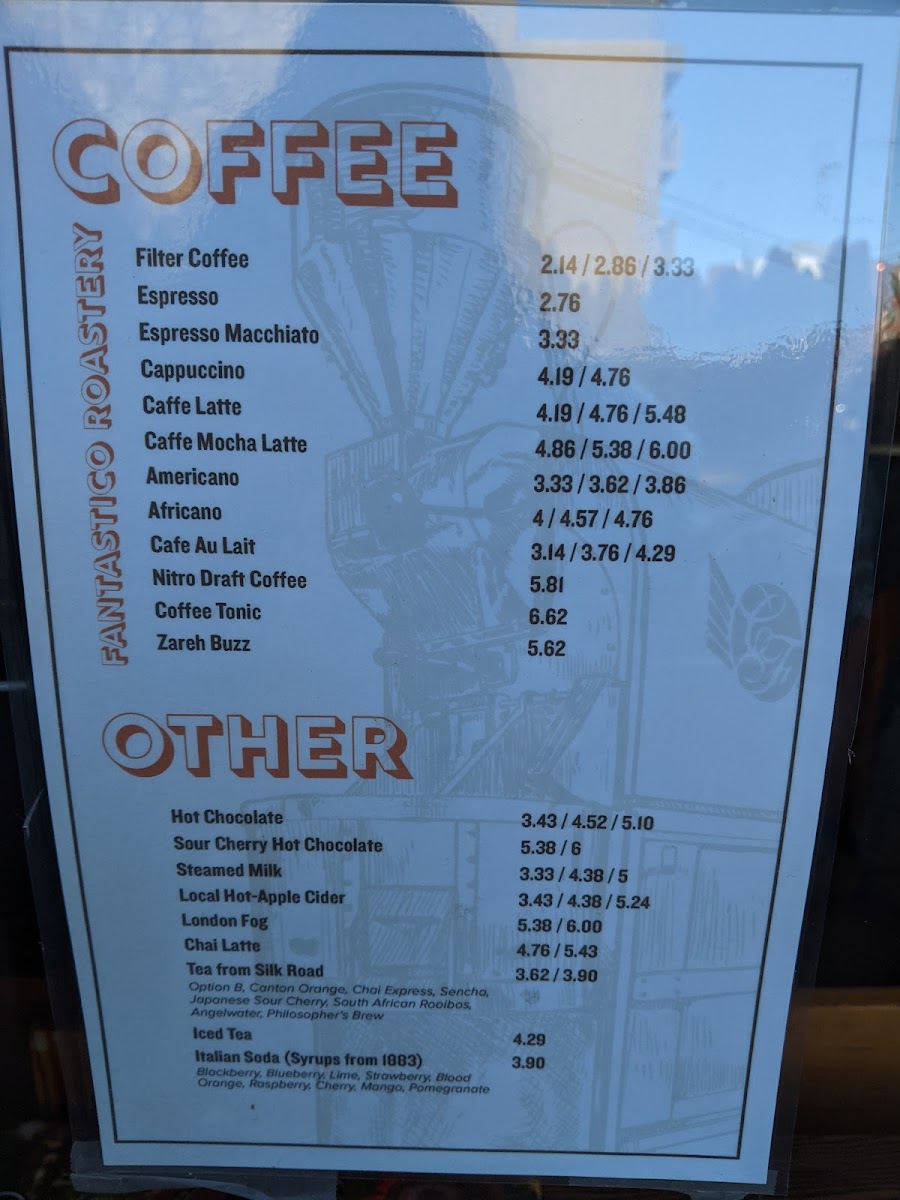 COFFEE
FANTASTICO ROASTERY
Filter Coffee 2.14 / 2.86 / 3.33
Espresso 2.76
Espresso Macchiato 3.33
Cappuccino 4.19 / 4.76
Caffe Latte 4.19 / 4.76 / 5.48
Caffe Mocha Latte 4.86 / 5.38 / 6.00
Americano 3.33 / 3.62 / 3.86
Africano 4 / 4.57 / 4.76
Cafe Au Lait 3.14 / 3.76 / 4.29
Nitro Draft Coffee 5.81
Coffee Tonic 6.62
Zareh Buzz 5.62
OTHER
Hot Chocolate 3.43 / 4.52 / 5.10
Sour Cherry Hot Chocolate 5.38 / 6
Steamed Milk 3.33 / 4.38 / 5
Local Hot-Apple Cider 3.43 / 4.38 / 5.24
London Fog 5.38 / 6.00
Chai Latte 4.76 / 5.43
Tea from Silk Road 3.62 / 3.90
Option B, Canton Orange, Chai Express, Sencha,
Japanese Sour Cherry, South African Rooibos,
Angelwater, Philosopher's Brew
Iced Tea 4.29
Italian Soda (Syrups from 1883) 3.90
Blackberry, Blueberry, Lime, Strawberry, Blood
Orange, Raspberry, Cherry, Mango, Pomegranate